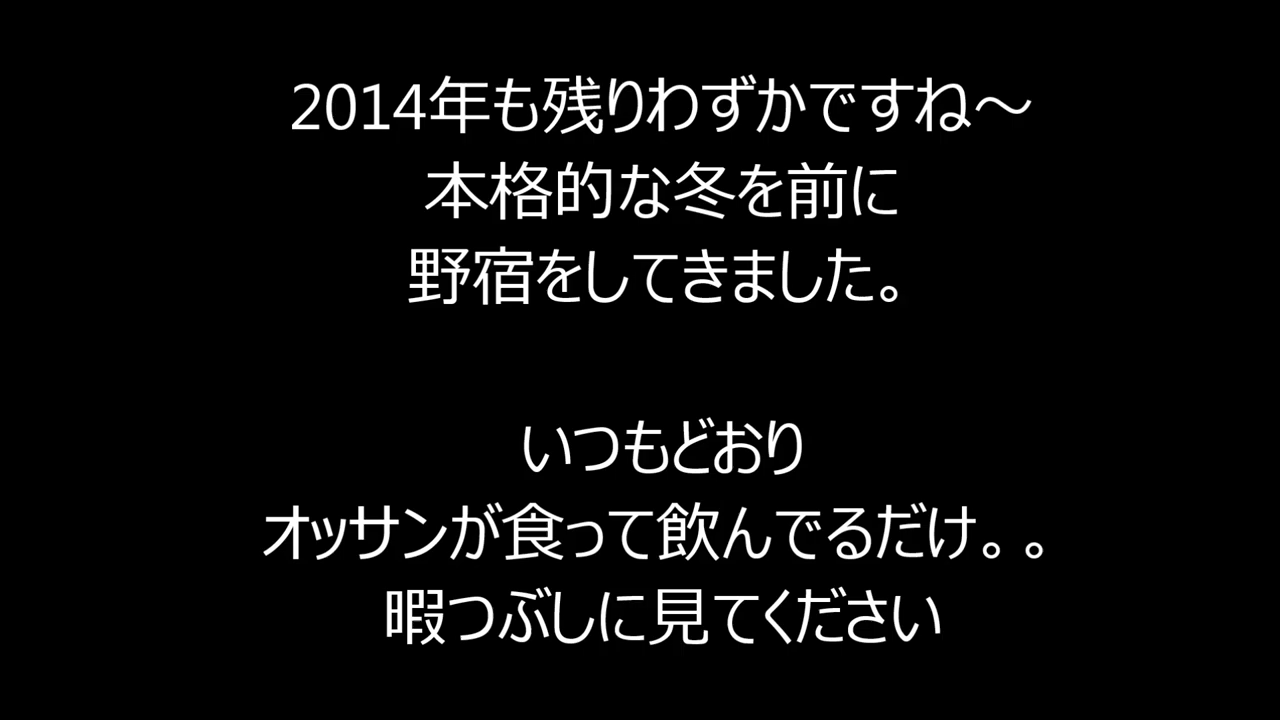 2014年も残りわずかですね～
本格的な冬を前に
野宿をしてきました。
いつもどおり
オッサンが食って飲んでるだけ。。
暇つぶしに見てください